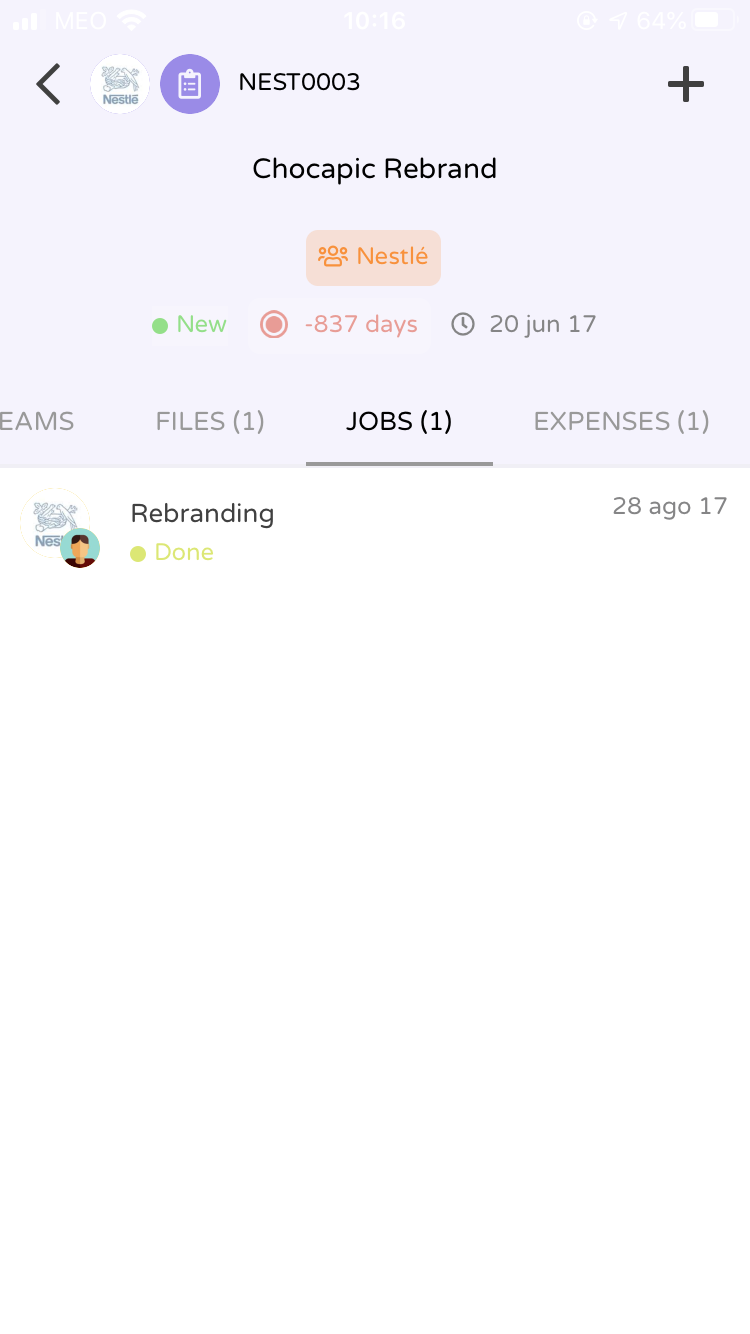 MEO 10:16 64%
Nestlé NEST0003
Chocapic Rebrand
Nestlé
New -837 days 20 jun 17
EAMS FILES (1) JOBS (1) EXPENSES (1)
Rebranding 28 ago 17
Nes
Done